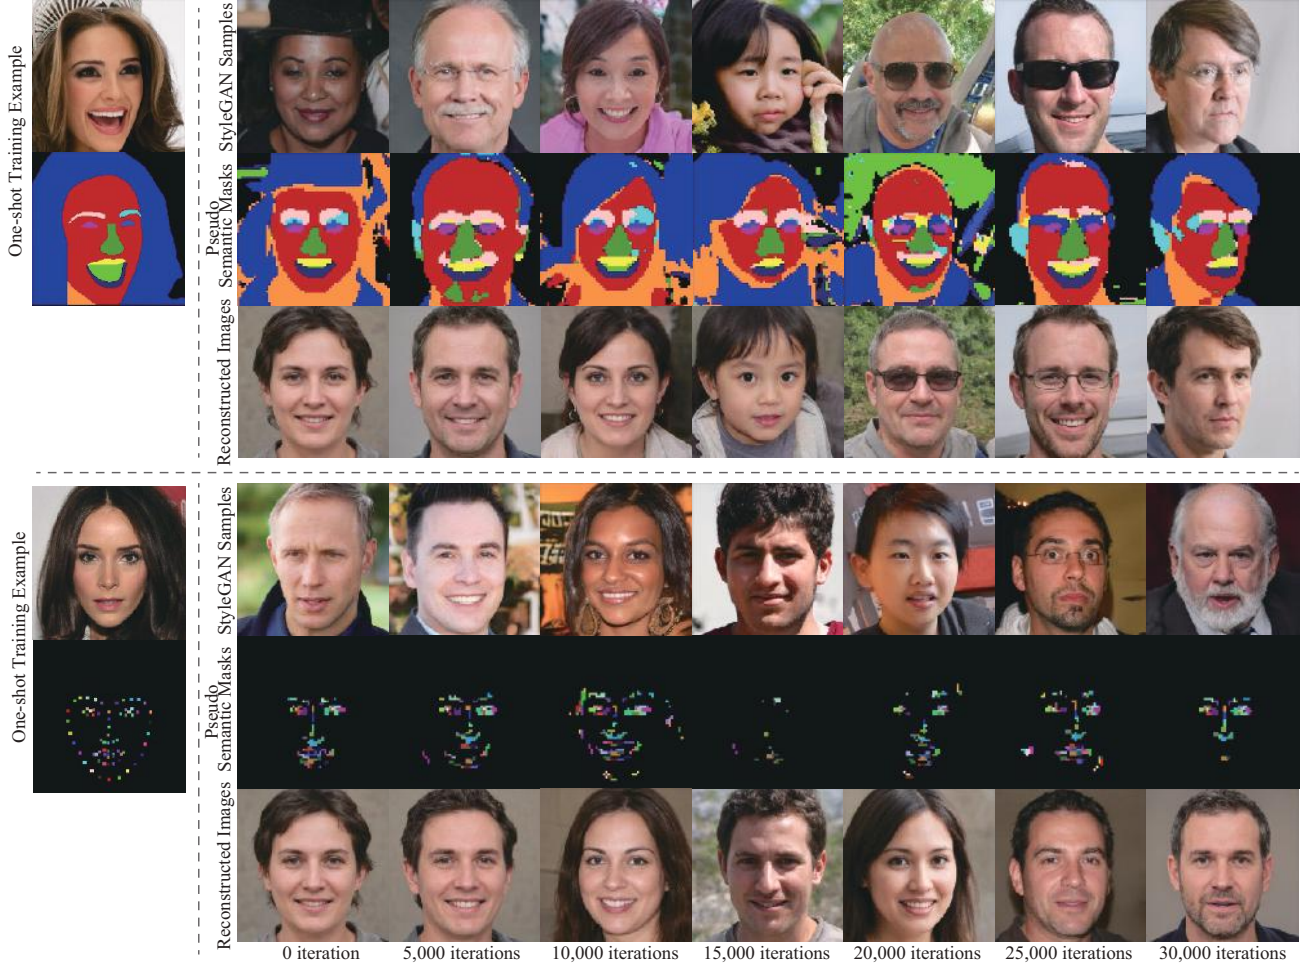 One-shot Training Example
StyleGAN Samples
Pseudo
Semantic Masks
Reconstructed Images
One-shot Training Example
StyleGAN Samples
Pseudo
Semantic Masks
Reconstructed Images
0 iteration
5,000 iterations
10,000 iterations
15,000 iterations
20,000 iterations
25,000 iterations
30,000 iterations